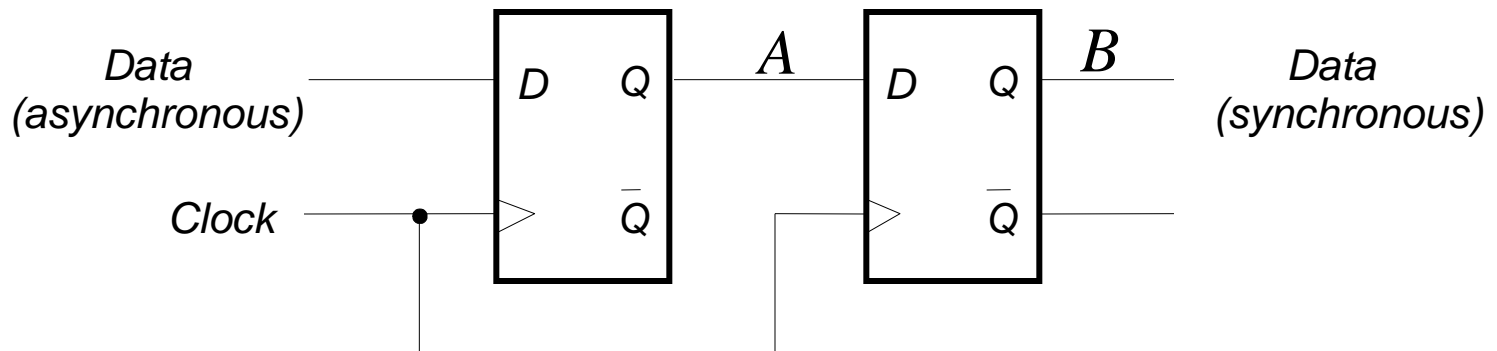 Data
(asynchronous)
D Q
A
D Q
B
Data
(synchronous)
Clock
Q̅
Q̅